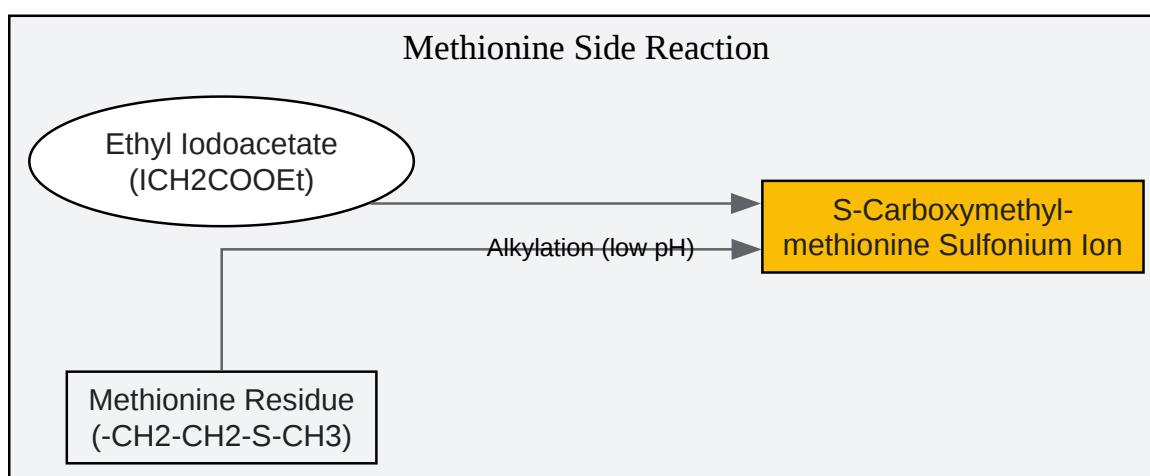 Methionine Side Reaction
Ethyl Iodoacetate
(ICH2COOEt)
S-Carboxymethyl-
methionine Sulfonium Ion
Alkylation (low pH)
Methionine Residue
(-CH2-CH2-S-CH3)